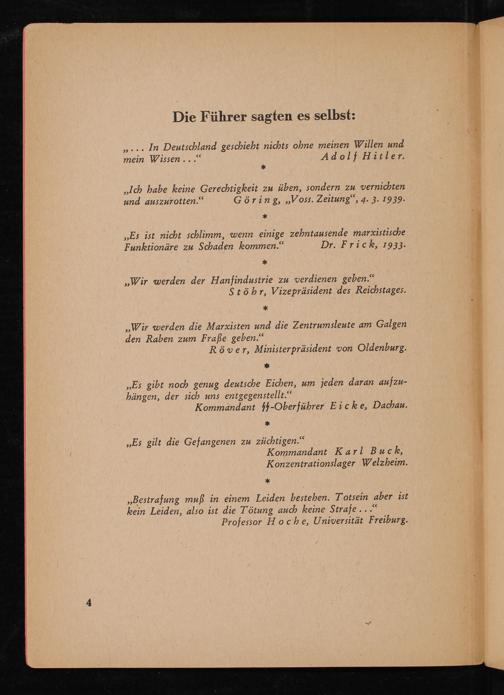 Die Führer sagten es selbst:
„... In Deutschland geschieht nichts ohne meinen Willen und
mein Wissen ...“ Adolf Hitler.
*
„Ich habe keine Gerechtigkeit zu üben, sondern zu vernichten
und auszurotten.“ Göring, „Voss. Zeitung“, 4. 3. 1939.
*
„Es ist nicht schlimm, wenn einige zehntausende marxistische
Funktionäre zu Schaden kommen.“ Dr. Frick, 1933.
*
„Wir werden der Hanfindustrie zu verdienen geben.“
Stöhr, Vizepräsident des Reichstages.
*
„Wir werden die Marxisten und die Zentrumsleute am Galgen
den Raben zum Fraße geben.“
Röver, Ministerpräsident von Oldenburg.
*
„Es gibt noch genug deutsche Eichen, um jeden daran aufzu-
hängen, der sich uns entgegenstellt.“
Kommandant ᛋᛋ-Oberführer Eicke, Dachau.
*
„Es gilt die Gefangenen zu züchtigen.“
Kommandant Karl Buck,
Konzentrationslager Welzheim.
*
„Bestrafung muß in einem Leiden bestehen. Totsein aber ist
kein Leiden, also ist die Tötung auch keine Strafe ...“
Professor Hoche, Universität Freiburg.
4